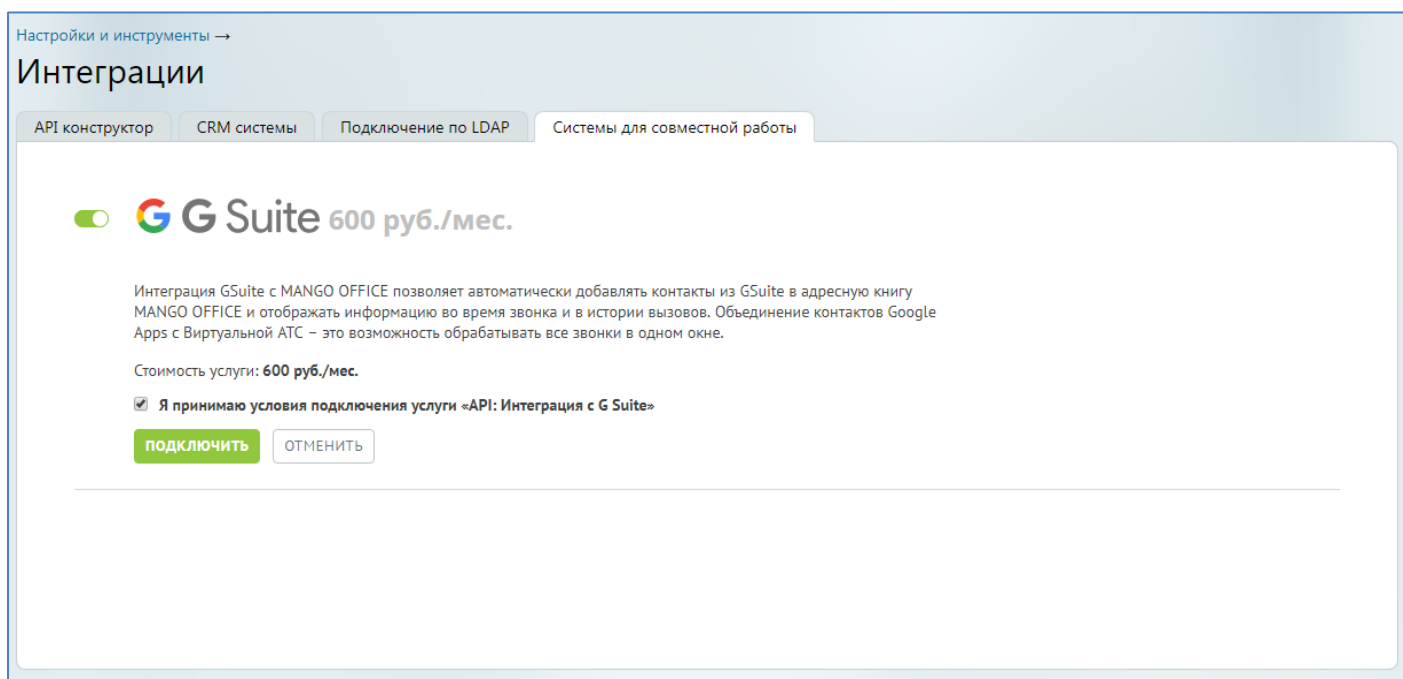 Настройки и инструменты →
Интеграции
API конструктор CRM системы Подключение по LDAP Системы для совместной работы
G G Suite 600 руб./мес.
Интеграция GSuite с MANGO OFFICE позволяет автоматически добавлять контакты из GSuite в адресную книгу
MANGO OFFICE и отображать информацию во время звонка и в истории вызовов. Объединение контактов Google
Apps с Виртуальной АТС – это возможность обрабатывать все звонки в одном окне.
Стоимость услуги: 600 руб./мес.
Я принимаю условия подключения услуги «API: Интеграция с G Suite»
ПОДКЛЮЧИТЬ ОТМЕНИТЬ